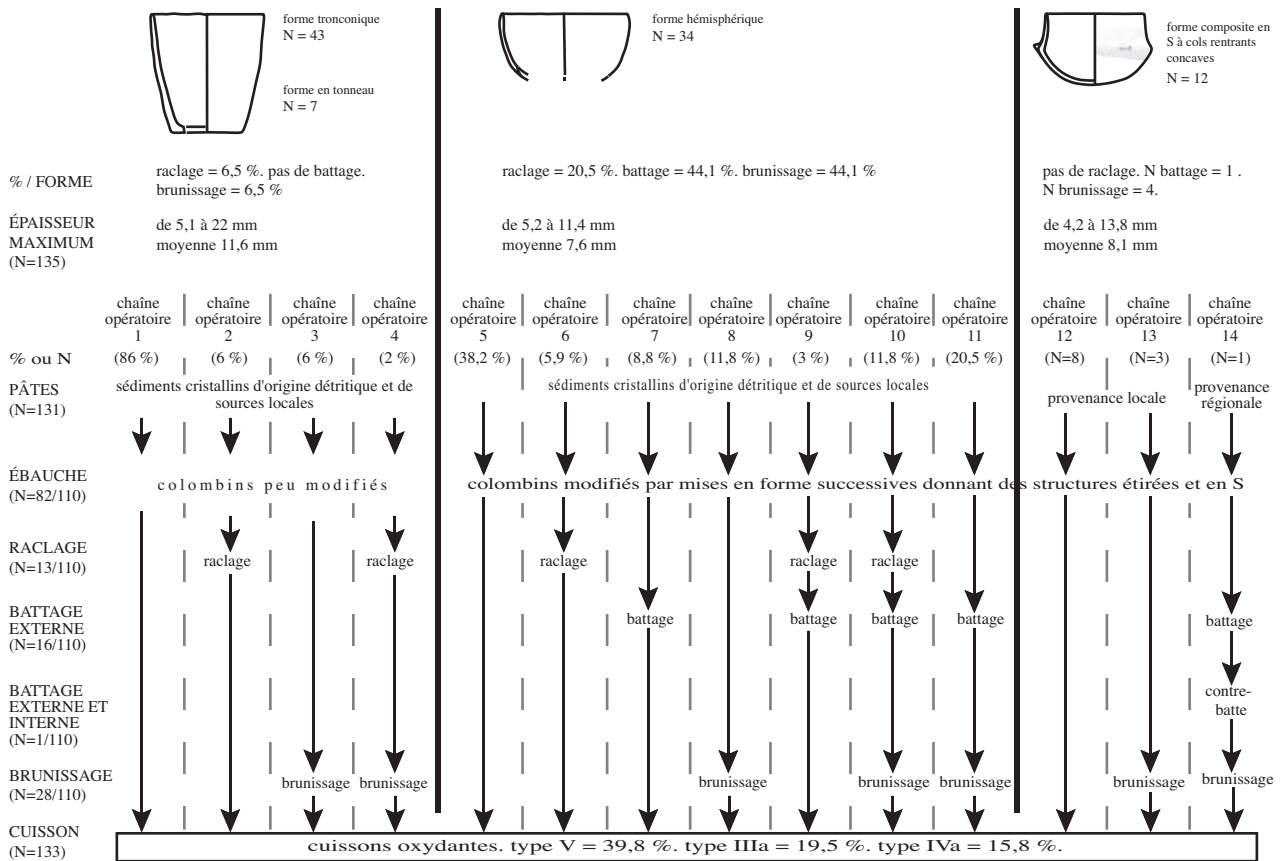 forme tronconique
N = 43
forme en tonneau
N = 7
forme hémisphérique
N = 34
forme composite en
S à cols rentrants
concaves
N = 12
% / FORME
raclage = 6,5 %. pas de battage.
brunissage = 6,5 %
raclage = 20,5 %. battage = 44,1 %. brunissage = 44,1 %
pas de raclage. N battage = 1 .
N brunissage = 4.
ÉPAISSEUR
MAXIMUM
(N=135)
de 5,1 à 22 mm
moyenne 11,6 mm
de 5,2 à 11,4 mm
moyenne 7,6 mm
de 4,2 à 13,8 mm
moyenne 8,1 mm
chaîne chaîne chaîne chaîne chaîne chaîne chaîne chaîne chaîne chaîne chaîne chaîne chaîne chaîne
opératoire opératoire opératoire opératoire opératoire opératoire opératoire opératoire opératoire opératoire opératoire opératoire opératoire opératoire
1 2 3 4 5 6 7 8 9 10 11 12 13 14
% ou N (86 %) (6 %) (6 %) (2 %) (38,2 %) (5,9 %) (8,8 %) (11,8 %) (3 %) (11,8 %) (20,5 %) (N=8) (N=3) (N=1)
PÂTES
(N=131)
sédiments cristallins d'origine détritique et de
sources locales
sédiments cristallins d'origine détritique et de sources locales
provenance locale
provenance
régionale
ÉBAUCHE
(N=82/110)
colombins peu modifiés
colombins modifiés par mises en forme successives donnant des structures étirées et en S
RACLAGE
(N=13/110)
raclage raclage raclage raclage raclage
BATTAGE
EXTERNE
(N=16/110)
battage battage battage battage battage
BATTAGE
EXTERNE ET
INTERNE
(N=1/110)
contre-
batte
BRUNISSAGE
(N=28/110)
brunissage brunissage brunissage brunissage brunissage brunissage brunissage
CUISSON
(N=133)
cuissons oxydantes. type V = 39,8 %. type IIIa = 19,5 %. type IVa = 15,8 %.